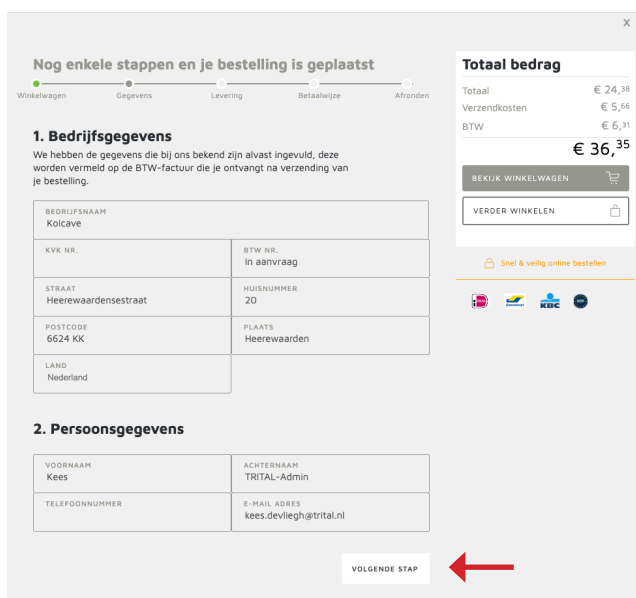 X
Nog enkele stappen en je bestelling is geplaatst
Winkelwagen Gegevens Levering Betaalwijze Afronden
1. Bedrijfsgegevens
We hebben de gegevens die bij ons bekend zijn alvast ingevuld, deze
worden vermeld op de BTW-factuur die je ontvangt na verzending van
je bestelling.
BEDRIJFSNAAM
Koicave
KVK NR. BTW NR.
In aanvraag
STRAAT HUISNUMMER
Heerewaardensestraat 20
POSTCODE PLAATS
6624 KK Heerewaarden
LAND
Nederland
2. Persoonsgegevens
VOORNAAM ACHTERNAAM
Kees TRITAL-Admin
TELEFOONNUMMER E-MAIL ADRES
kees.devliegh@trital.nl
VOLGENDE STAP
Totaal bedrag
Totaal € 24,38
Verzendkosten € 5,66
BTW € 6,31
€ 36,35
BEKIJK WINKELWAGEN
VERDER WINKELEN
Snel & veilig online bestellen
KBC